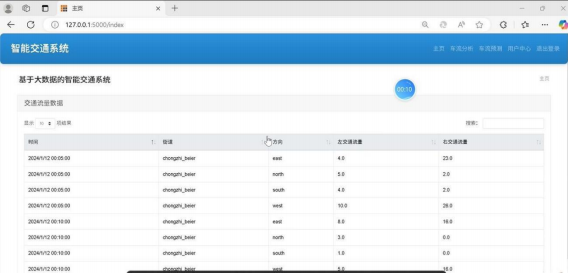 主页
127.0.0.1:5000/index
智能交通系统
主页 车流分析 车流预测 用户中心 退出登录
基于大数据的智能交通系统
主页
00:10
交通流量数据
显示 10 项结果
搜索:
时间 街道 方向 左交通流量 右交通流量
2024/1/12 00:05:00 chongzhi_beier east 4.0 23.0
2024/1/12 00:05:00 chongzhi_beier north 5.0 2.0
2024/1/12 00:05:00 chongzhi_beier south 4.0 2.0
2024/1/12 00:05:00 chongzhi_beier west 10.0 28.0
2024/1/12 00:10:00 chongzhi_beier east 8.0 16.0
2024/1/12 00:10:00 chongzhi_beier north 3.0 0.0
2024/1/12 00:10:00 chongzhi_beier south 1.0 0.0
2024/1/12 00:10:00 chongzhi_beier west 5.0 16.0